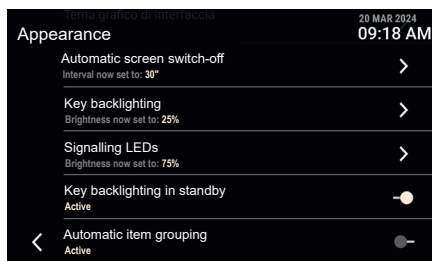 Tema grafico di interfaccia
20 MAR 2024
Appearance
09:18 AM
Automatic screen switch-off
Interval now set to: 30"
Key backlighting
Brightness now set to: 25%
Signalling LEDs
Brightness now set to: 75%
Key backlighting in standby
Active
Automatic item grouping
Active